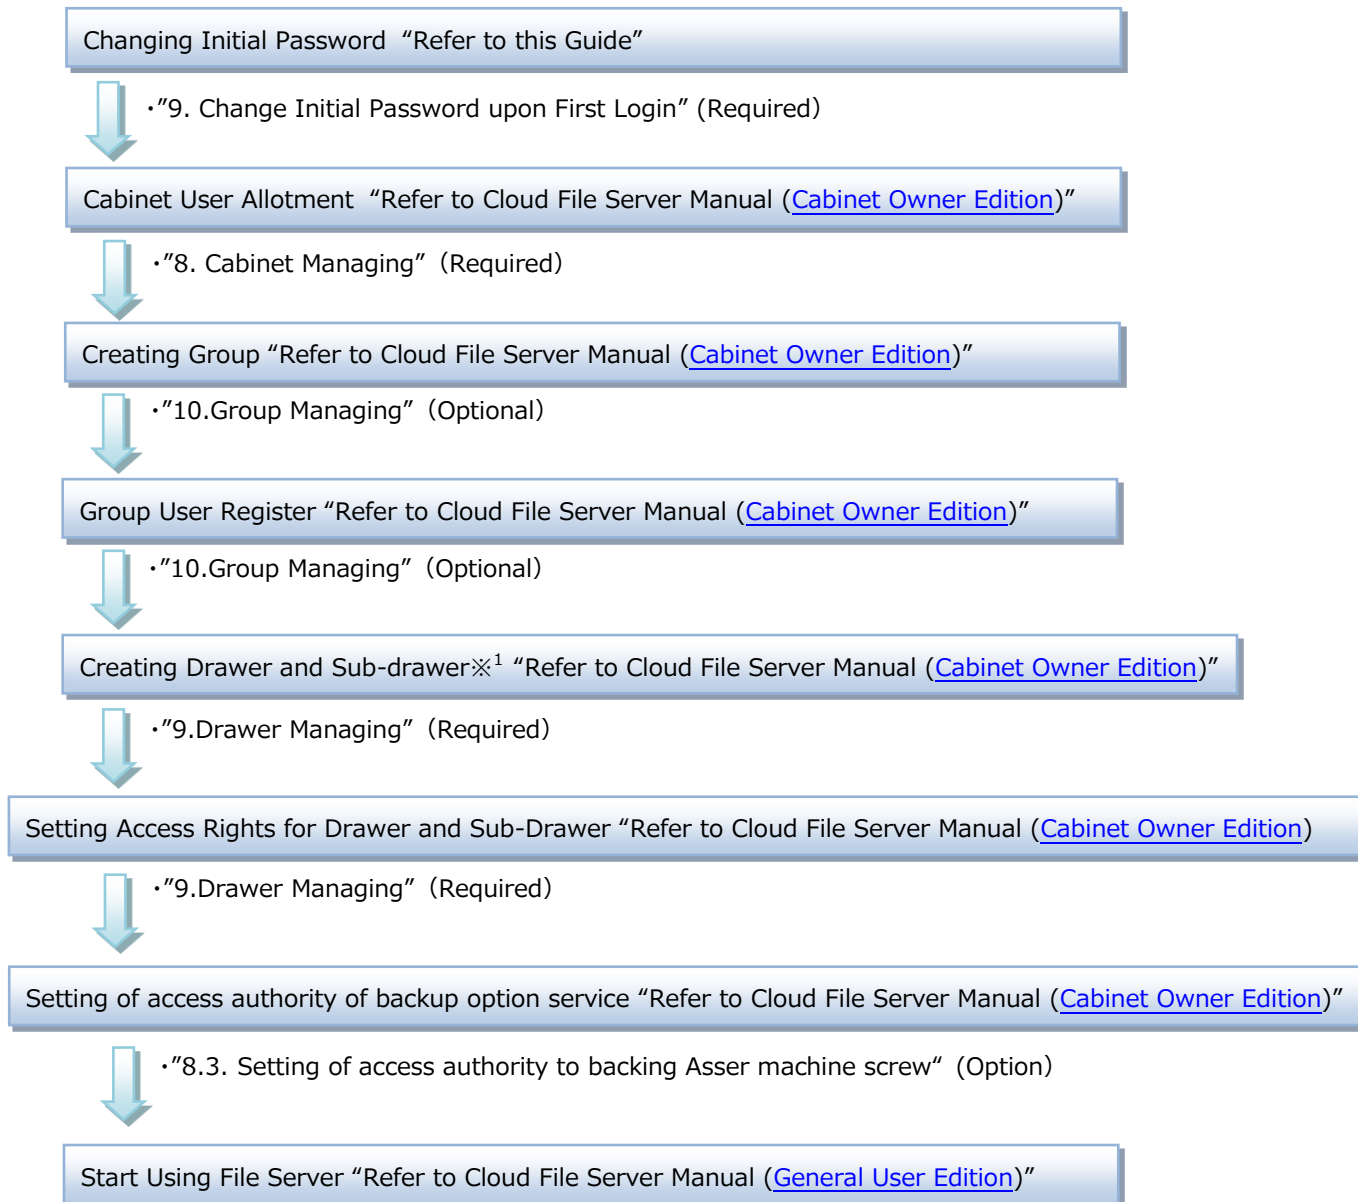 Changing Initial Password “Refer to this Guide”
・”9. Change Initial Password upon First Login” (Required）
Cabinet User Allotment “Refer to Cloud File Server Manual (Cabinet Owner Edition)”
・”8. Cabinet Managing”（Required）
Creating Group “Refer to Cloud File Server Manual (Cabinet Owner Edition)”
・”10.Group Managing”（Optional）
Group User Register “Refer to Cloud File Server Manual (Cabinet Owner Edition)”
・”10.Group Managing”（Optional）
Creating Drawer and Sub-drawer※1 “Refer to Cloud File Server Manual (Cabinet Owner Edition)”
・”9.Drawer Managing”（Required）
Setting Access Rights for Drawer and Sub-Drawer “Refer to Cloud File Server Manual (Cabinet Owner Edition)
・”9.Drawer Managing”（Required）
Setting of access authority of backup option service “Refer to Cloud File Server Manual (Cabinet Owner Edition)”
・”8.3. Setting of access authority to backing Asser machine screw“ (Option）
Start Using File Server “Refer to Cloud File Server Manual (General User Edition)”